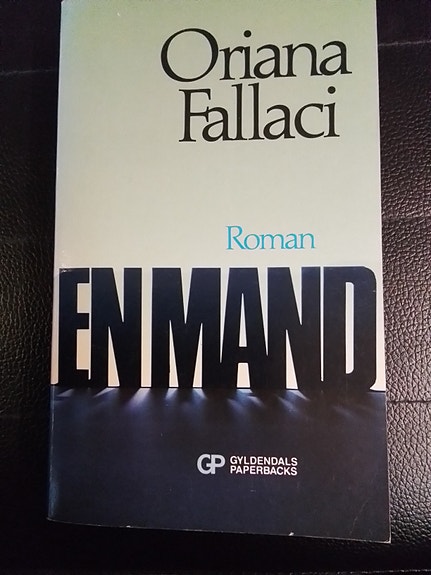 Oriana
Fallaci
Roman
EN MAND
GP GYLDENDALS
PAPERBACKS